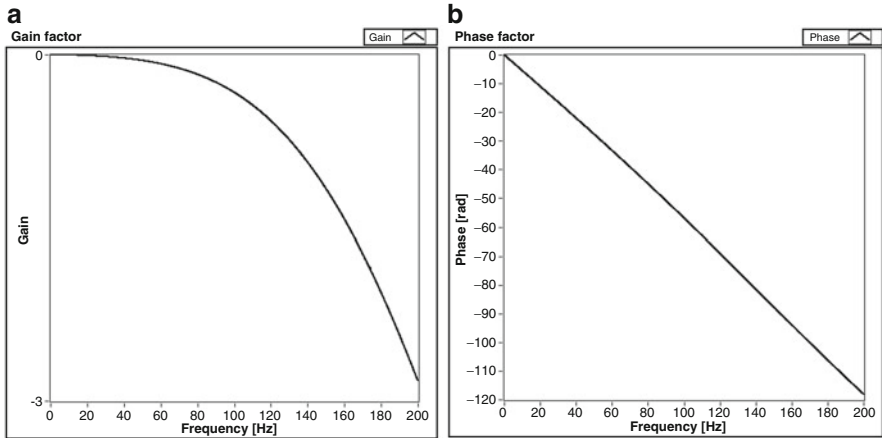 a
Gain factor
Gain
0
-3
Gain
0 20 40 60 80 100 120 140 160 180 200
Frequency [Hz]
b
Phase factor
Phase
0
–10
–20
–30
–40
–50
–60
–70
–80
–90
–100
–110
–120
Phase [rad]
0 20 40 60 80 100 120 140 160 180 200
Frequency [Hz]